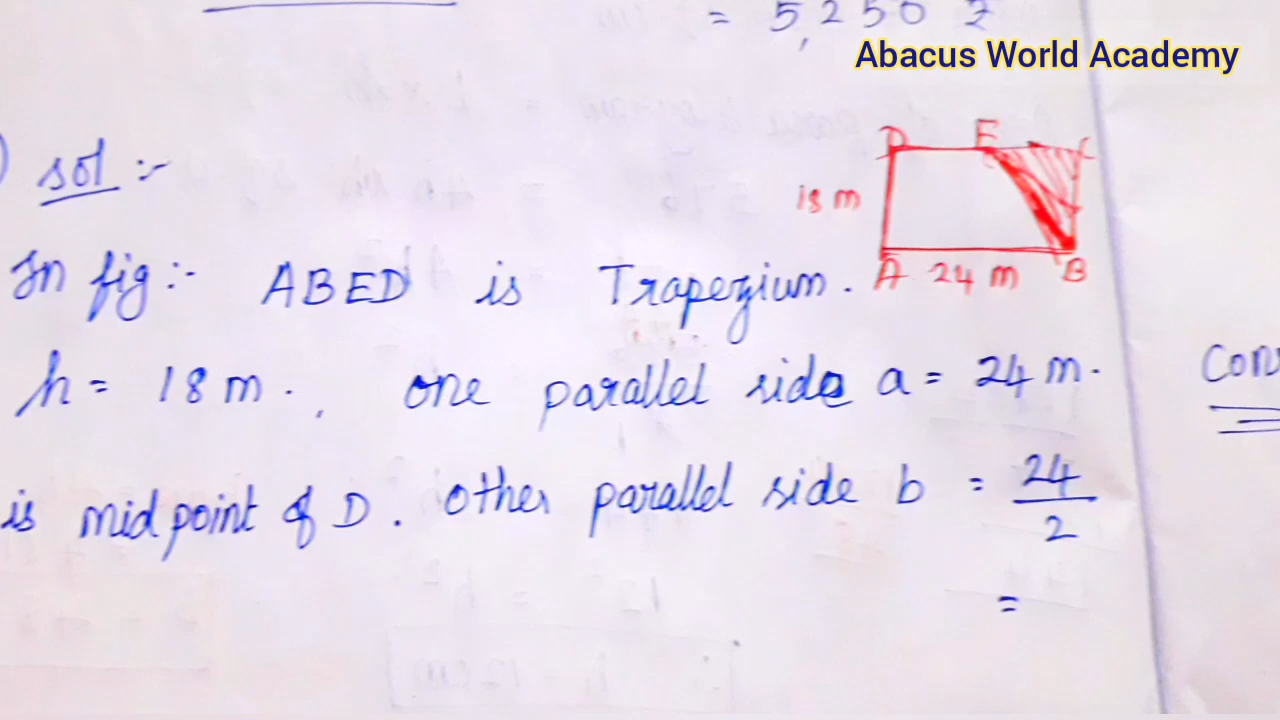 = 5,250 ₹
Abacus World Academy
) sol :-
D E C
18 m
A 24 m B
In fig :- ABED is Trapezium.
h = 18 m . , one parallel side a = 24 m.
is midpoint of D. Other parallel side b = 24
2
=